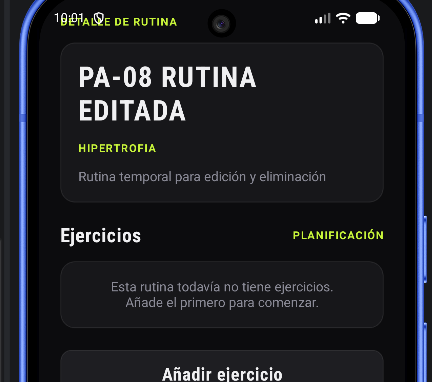 10:01
DETALLE DE RUTINA
PA-08 RUTINA
EDITADA
HIPERTROFIA
Rutina temporal para edición y eliminación
Ejercicios
PLANIFICACIÓN
Esta rutina todavía no tiene ejercicios.
Añade el primero para comenzar.
Añadir ejercicio